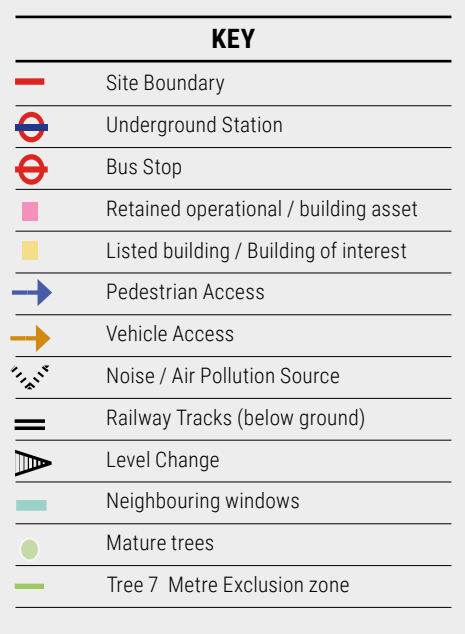 KEY
Site Boundary
Underground Station
Bus Stop
Retained operational / building asset
Listed building / Building of interest
Pedestrian Access
Vehicle Access
Noise / Air Pollution Source
Railway Tracks (below ground)
Level Change
Neighbouring windows
Mature trees
Tree 7 Metre Exclusion zone